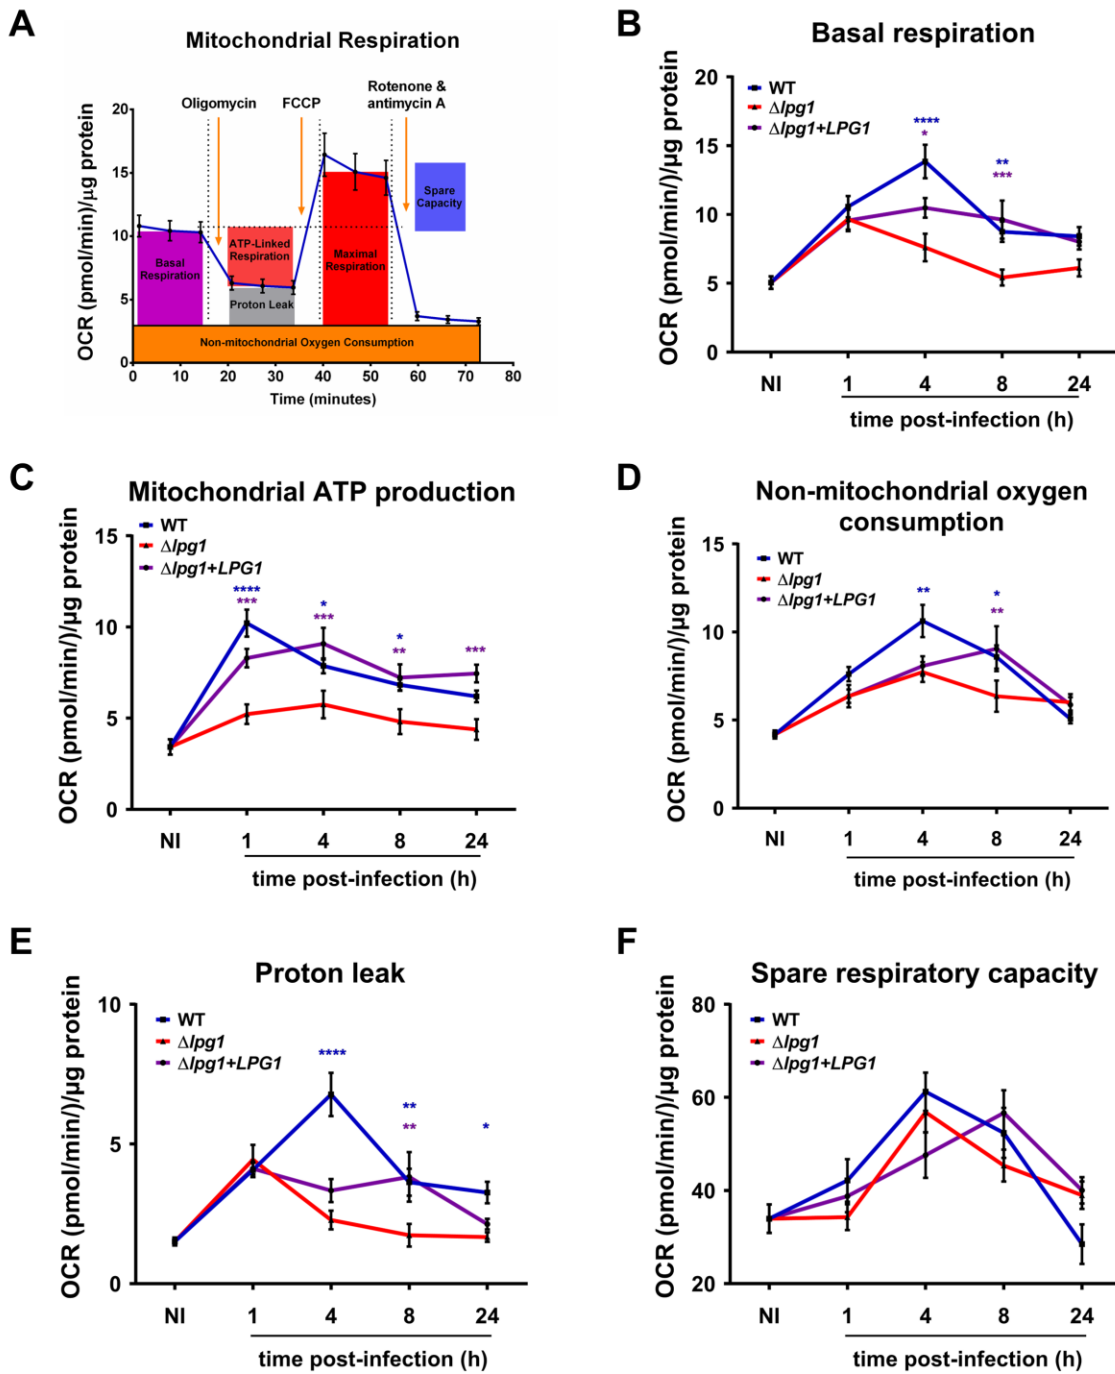 A
Mitochondrial Respiration
OCR (pmol/min/)/µg protein
20
15
10
5
0
Oligomycin
FCCP
Rotenone &
antimycin A
Basal
Respiration
ATP-Linked
Respiration
Proton Leak
Maximal
Respiration
Spare
Capacity
Non-mitochondrial Oxygen Consumption
0 10 20 30 40 50 60 70 80
Time (minutes)
B
Basal respiration
OCR (pmol/min/)/µg protein
20
15
10
5
0
WT
Δlpg1
Δlpg1+LPG1
****
*
**
***
NI 1 4 8 24
time post-infection (h)
C
Mitochondrial ATP production
OCR (pmol/min/)/µg protein
15
10
5
0
WT
Δlpg1
Δlpg1+LPG1
****
***
*
***
*
**
***
NI 1 4 8 24
time post-infection (h)
D
Non-mitochondrial oxygen
consumption
OCR (pmol/min/)/µg protein
15
10
5
0
WT
Δlpg1
Δlpg1+LPG1
**
*
**
NI 1 4 8 24
time post-infection (h)
E
Proton leak
OCR (pmol/min/)/µg protein
10
5
0
WT
Δlpg1
Δlpg1+LPG1
****
**
**
*
NI 1 4 8 24
time post-infection (h)
F
Spare respiratory capacity
OCR (pmol/min/)/µg protein
80
60
40
20
WT
Δlpg1
Δlpg1+LPG1
NI 1 4 8 24
time post-infection (h)